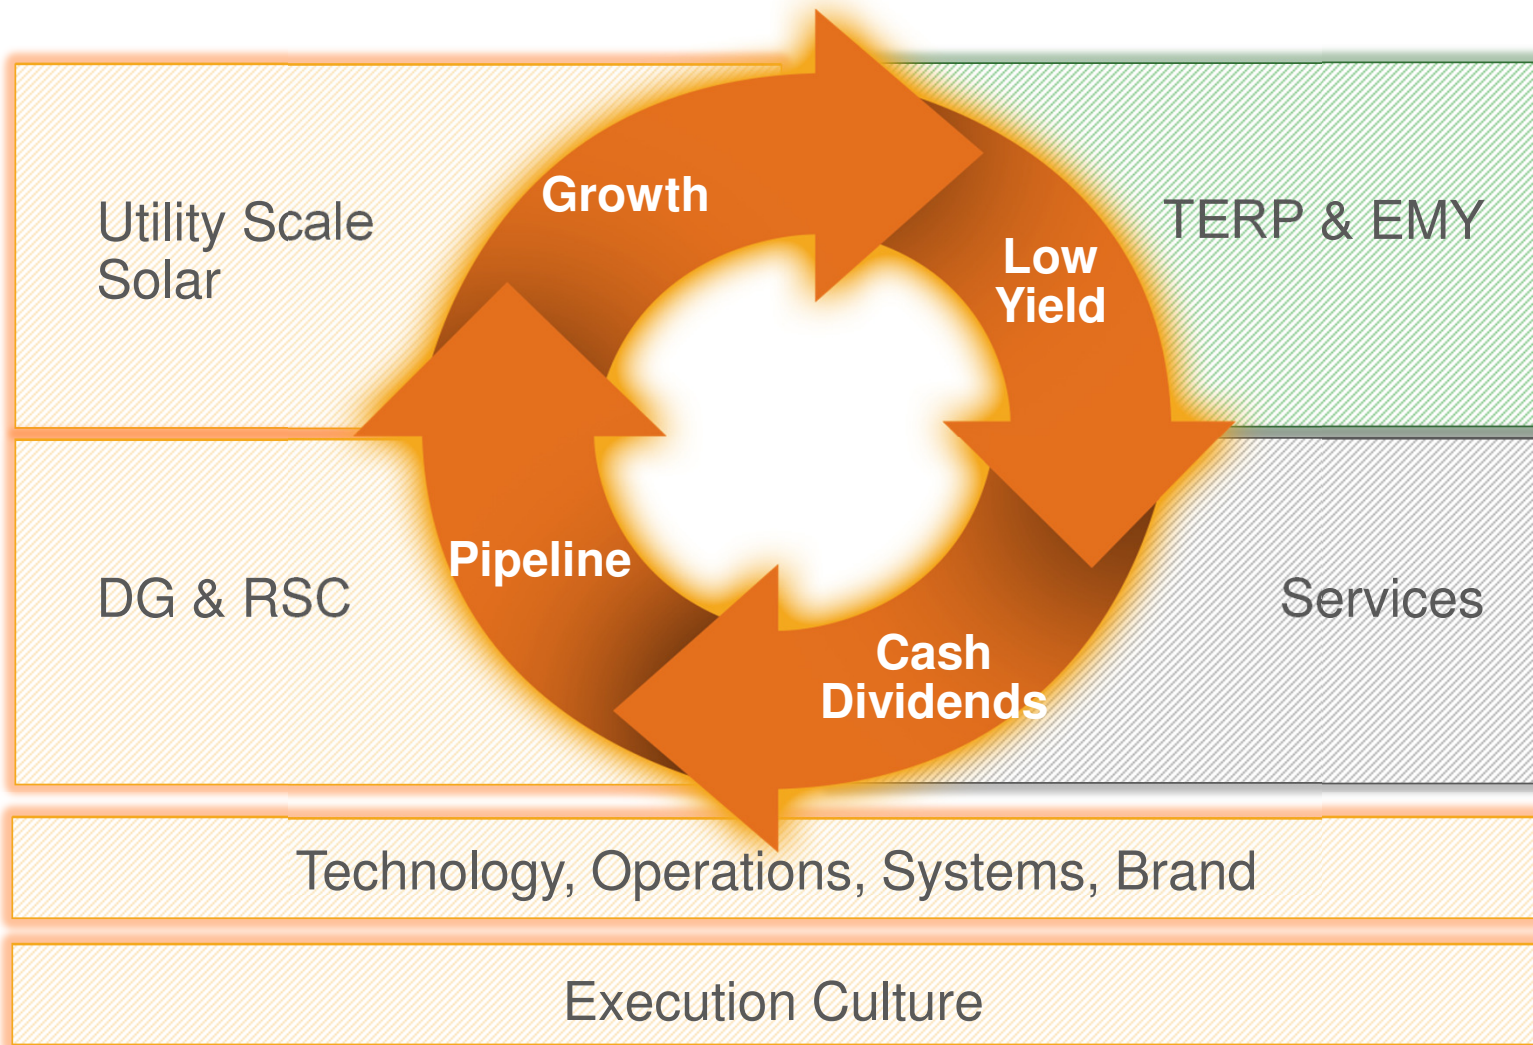 Growth
Utility Scale
Solar
TERP & EMY
Low
Yield
Pipeline
DG & RSC
Services
Cash
Dividends
Technology, Operations, Systems, Brand
Execution Culture